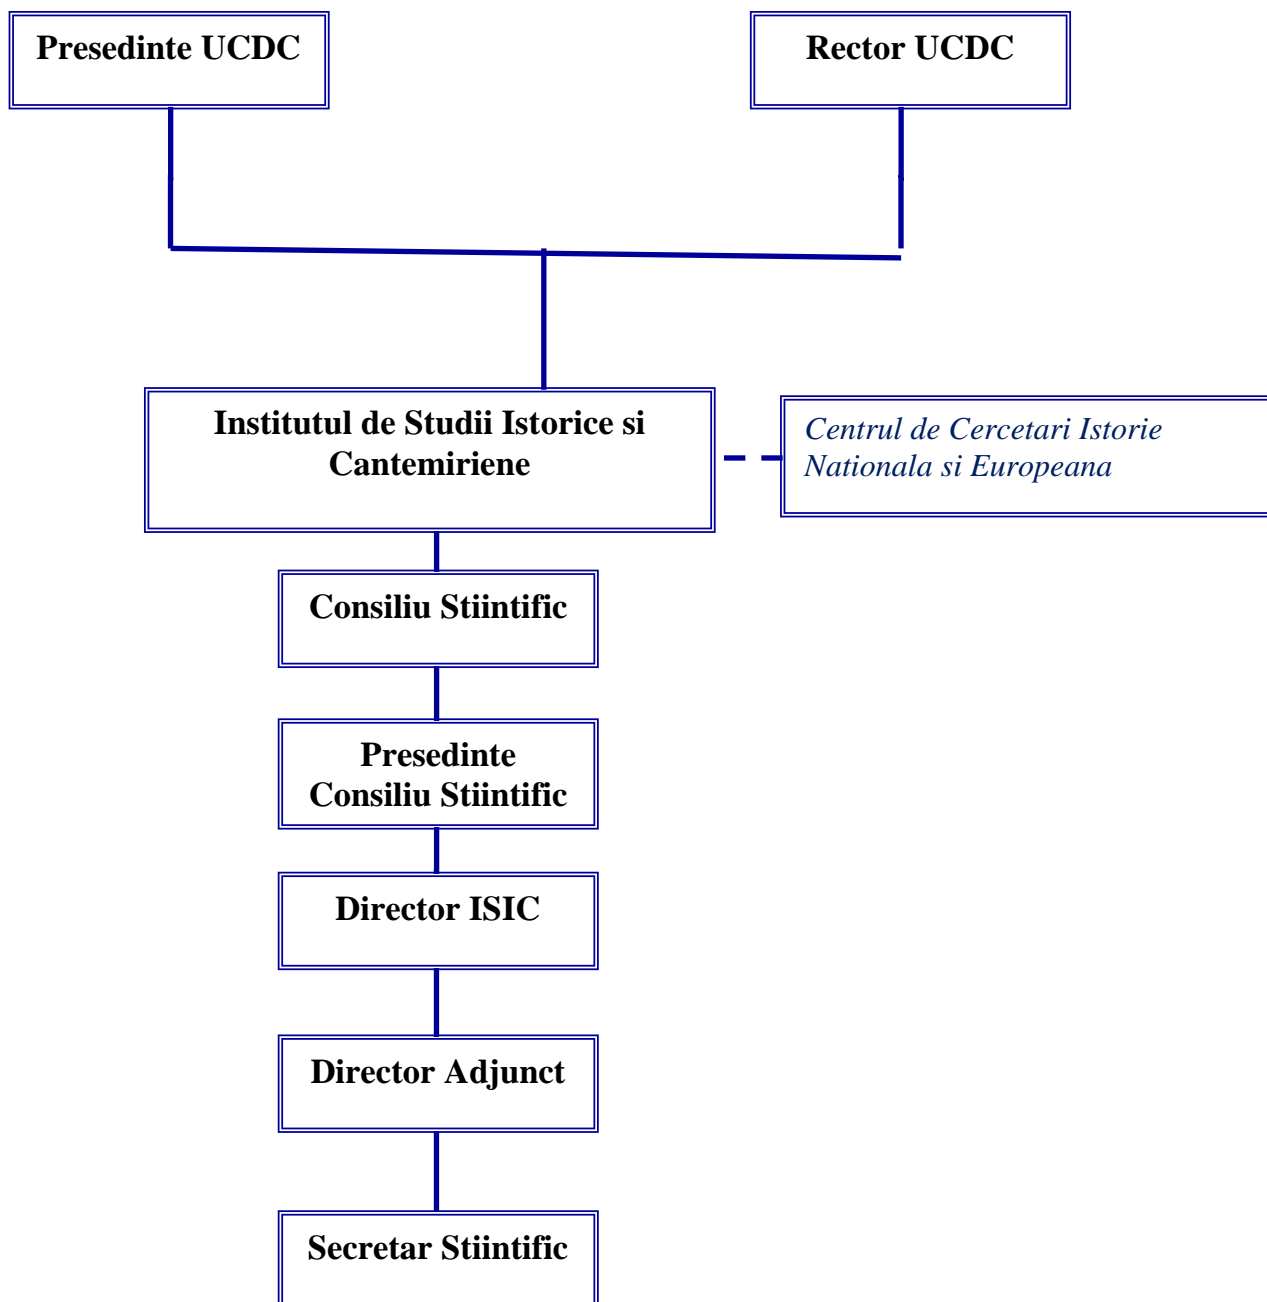 Presedinte UCDC
Rector UCDC
Institutul de Studii Istorice si
Cantemiriene
Centrul de Cercetari Istorie
Nationala si Europeana
Consiliu Stiintific
Presedinte
Consiliu Stiintific
Director ISIC
Director Adjunct
Secretar Stiintific